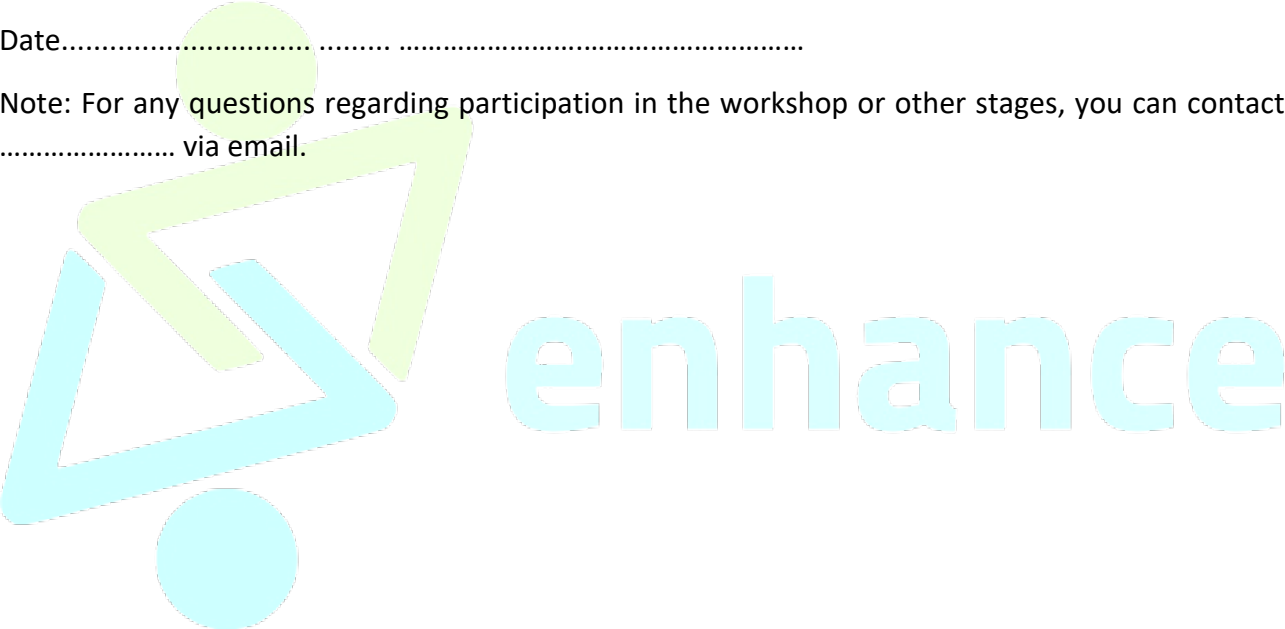 Date............................... ......... …………………………………………………
Note: For any questions regarding participation in the workshop or other stages, you can contact
…………………… via email.
enhance